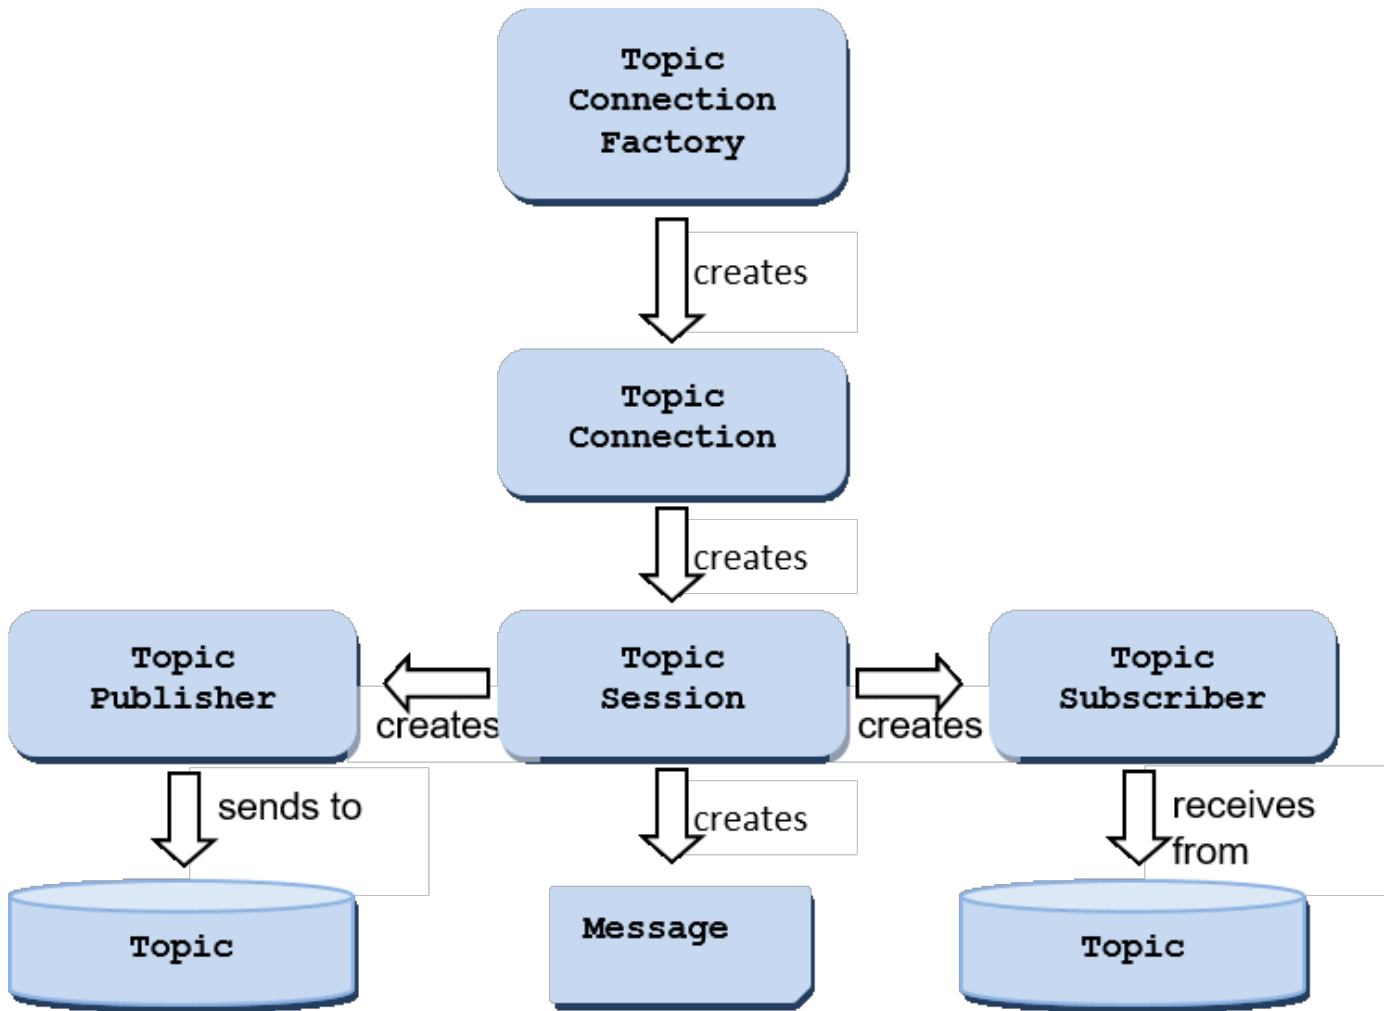 Topic
Connection
Factory
creates
Topic
Connection
creates
Topic
Publisher
creates
Topic
Session
creates
Topic
Subscriber
sends to
creates
receives
from
Topic
Message
Topic